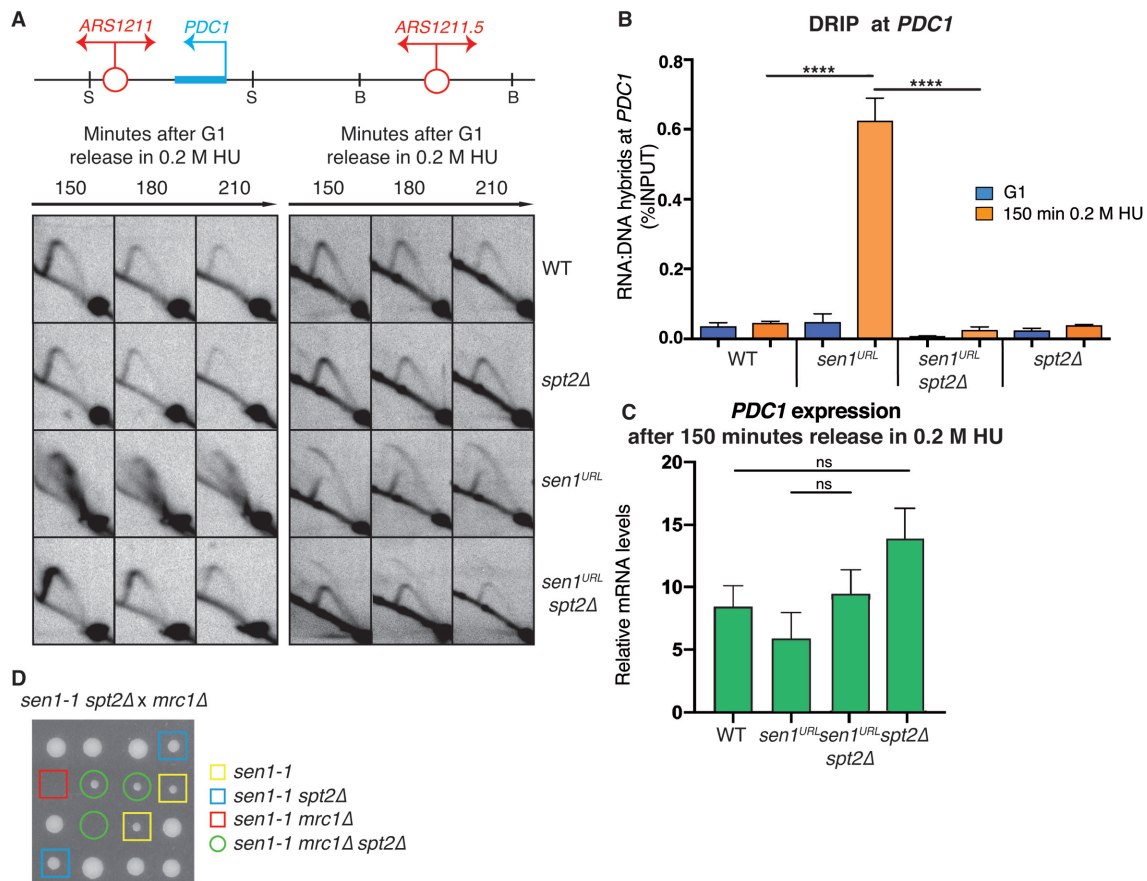 A
ARS1211
PDC1
ARS1211.5
S
S
B
B
Minutes after G1
release in 0.2 M HU
150
180
210
Minutes after G1
release in 0.2 M HU
150
180
210
WT
spt2Δ
sen1URL
sen1URL
spt2Δ
B
DRIP at PDC1
RNA:DNA hybrids at PDC1
(%INPUT)
0.8
0.6
0.4
0.2
0.0
****
****
G1
150 min 0.2 M HU
WT
sen1URL
sen1URL
spt2Δ
spt2Δ
C
PDC1 expression
after 150 minutes release in 0.2 M HU
Relative mRNA levels
20
15
10
5
0
ns
ns
WT
sen1URL
sen1URL
spt2Δ
spt2Δ
D
sen1-1 spt2Δ x mrc1Δ
sen1-1
sen1-1 spt2Δ
sen1-1 mrc1Δ
sen1-1 mrc1Δ spt2Δ